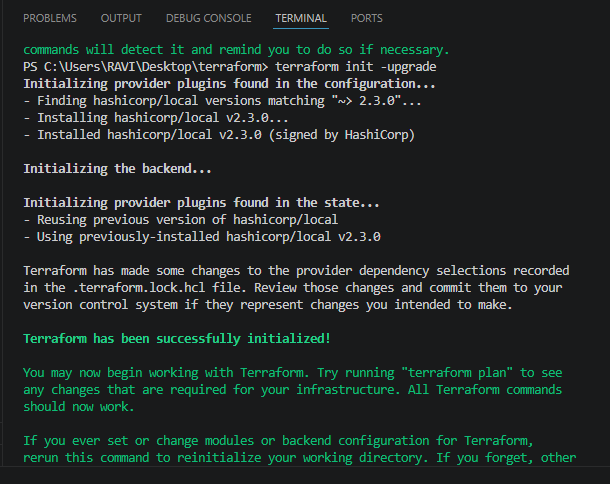 PROBLEMS OUTPUT DEBUG CONSOLE TERMINAL PORTS
commands will detect it and remind you to do so if necessary.
PS C:\Users\RAVI\Desktop\terraform> terraform init -upgrade
Initializing provider plugins found in the configuration...
- Finding hashicorp/local versions matching "~> 2.3.0"...
- Installing hashicorp/local v2.3.0...
- Installed hashicorp/local v2.3.0 (signed by HashiCorp)
Initializing the backend...
Initializing provider plugins found in the state...
- Reusing previous version of hashicorp/local
- Using previously-installed hashicorp/local v2.3.0
Terraform has made some changes to the provider dependency selections recorded
in the .terraform.lock.hcl file. Review those changes and commit them to your
version control system if they represent changes you intended to make.
Terraform has been successfully initialized!
You may now begin working with Terraform. Try running "terraform plan" to see
any changes that are required for your infrastructure. All Terraform commands
should now work.
If you ever set or change modules or backend configuration for Terraform,
rerun this command to reinitialize your working directory. If you forget, other